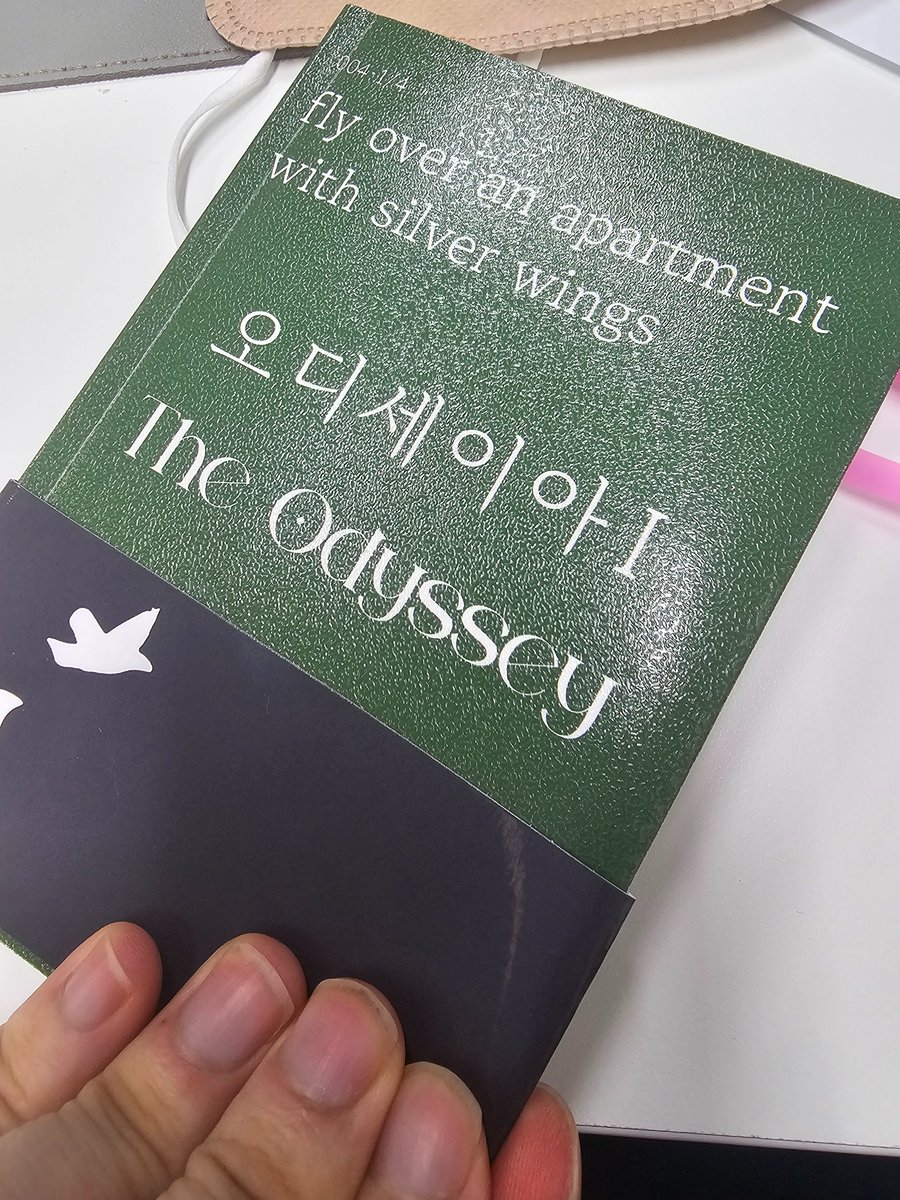 004·1/4
fly over an apartment
with silver wings
오디세이아 I
The Odyssey